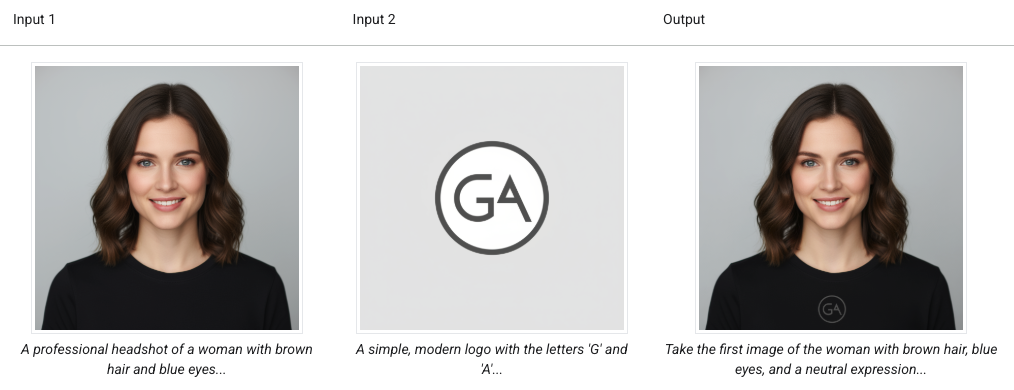 Input 1
Input 2
Output
GA
GA
A professional headshot of a woman with brown
hair and blue eyes...
A simple, modern logo with the letters 'G' and
'A'...
Take the first image of the woman with brown hair, blue
eyes, and a neutral expression...